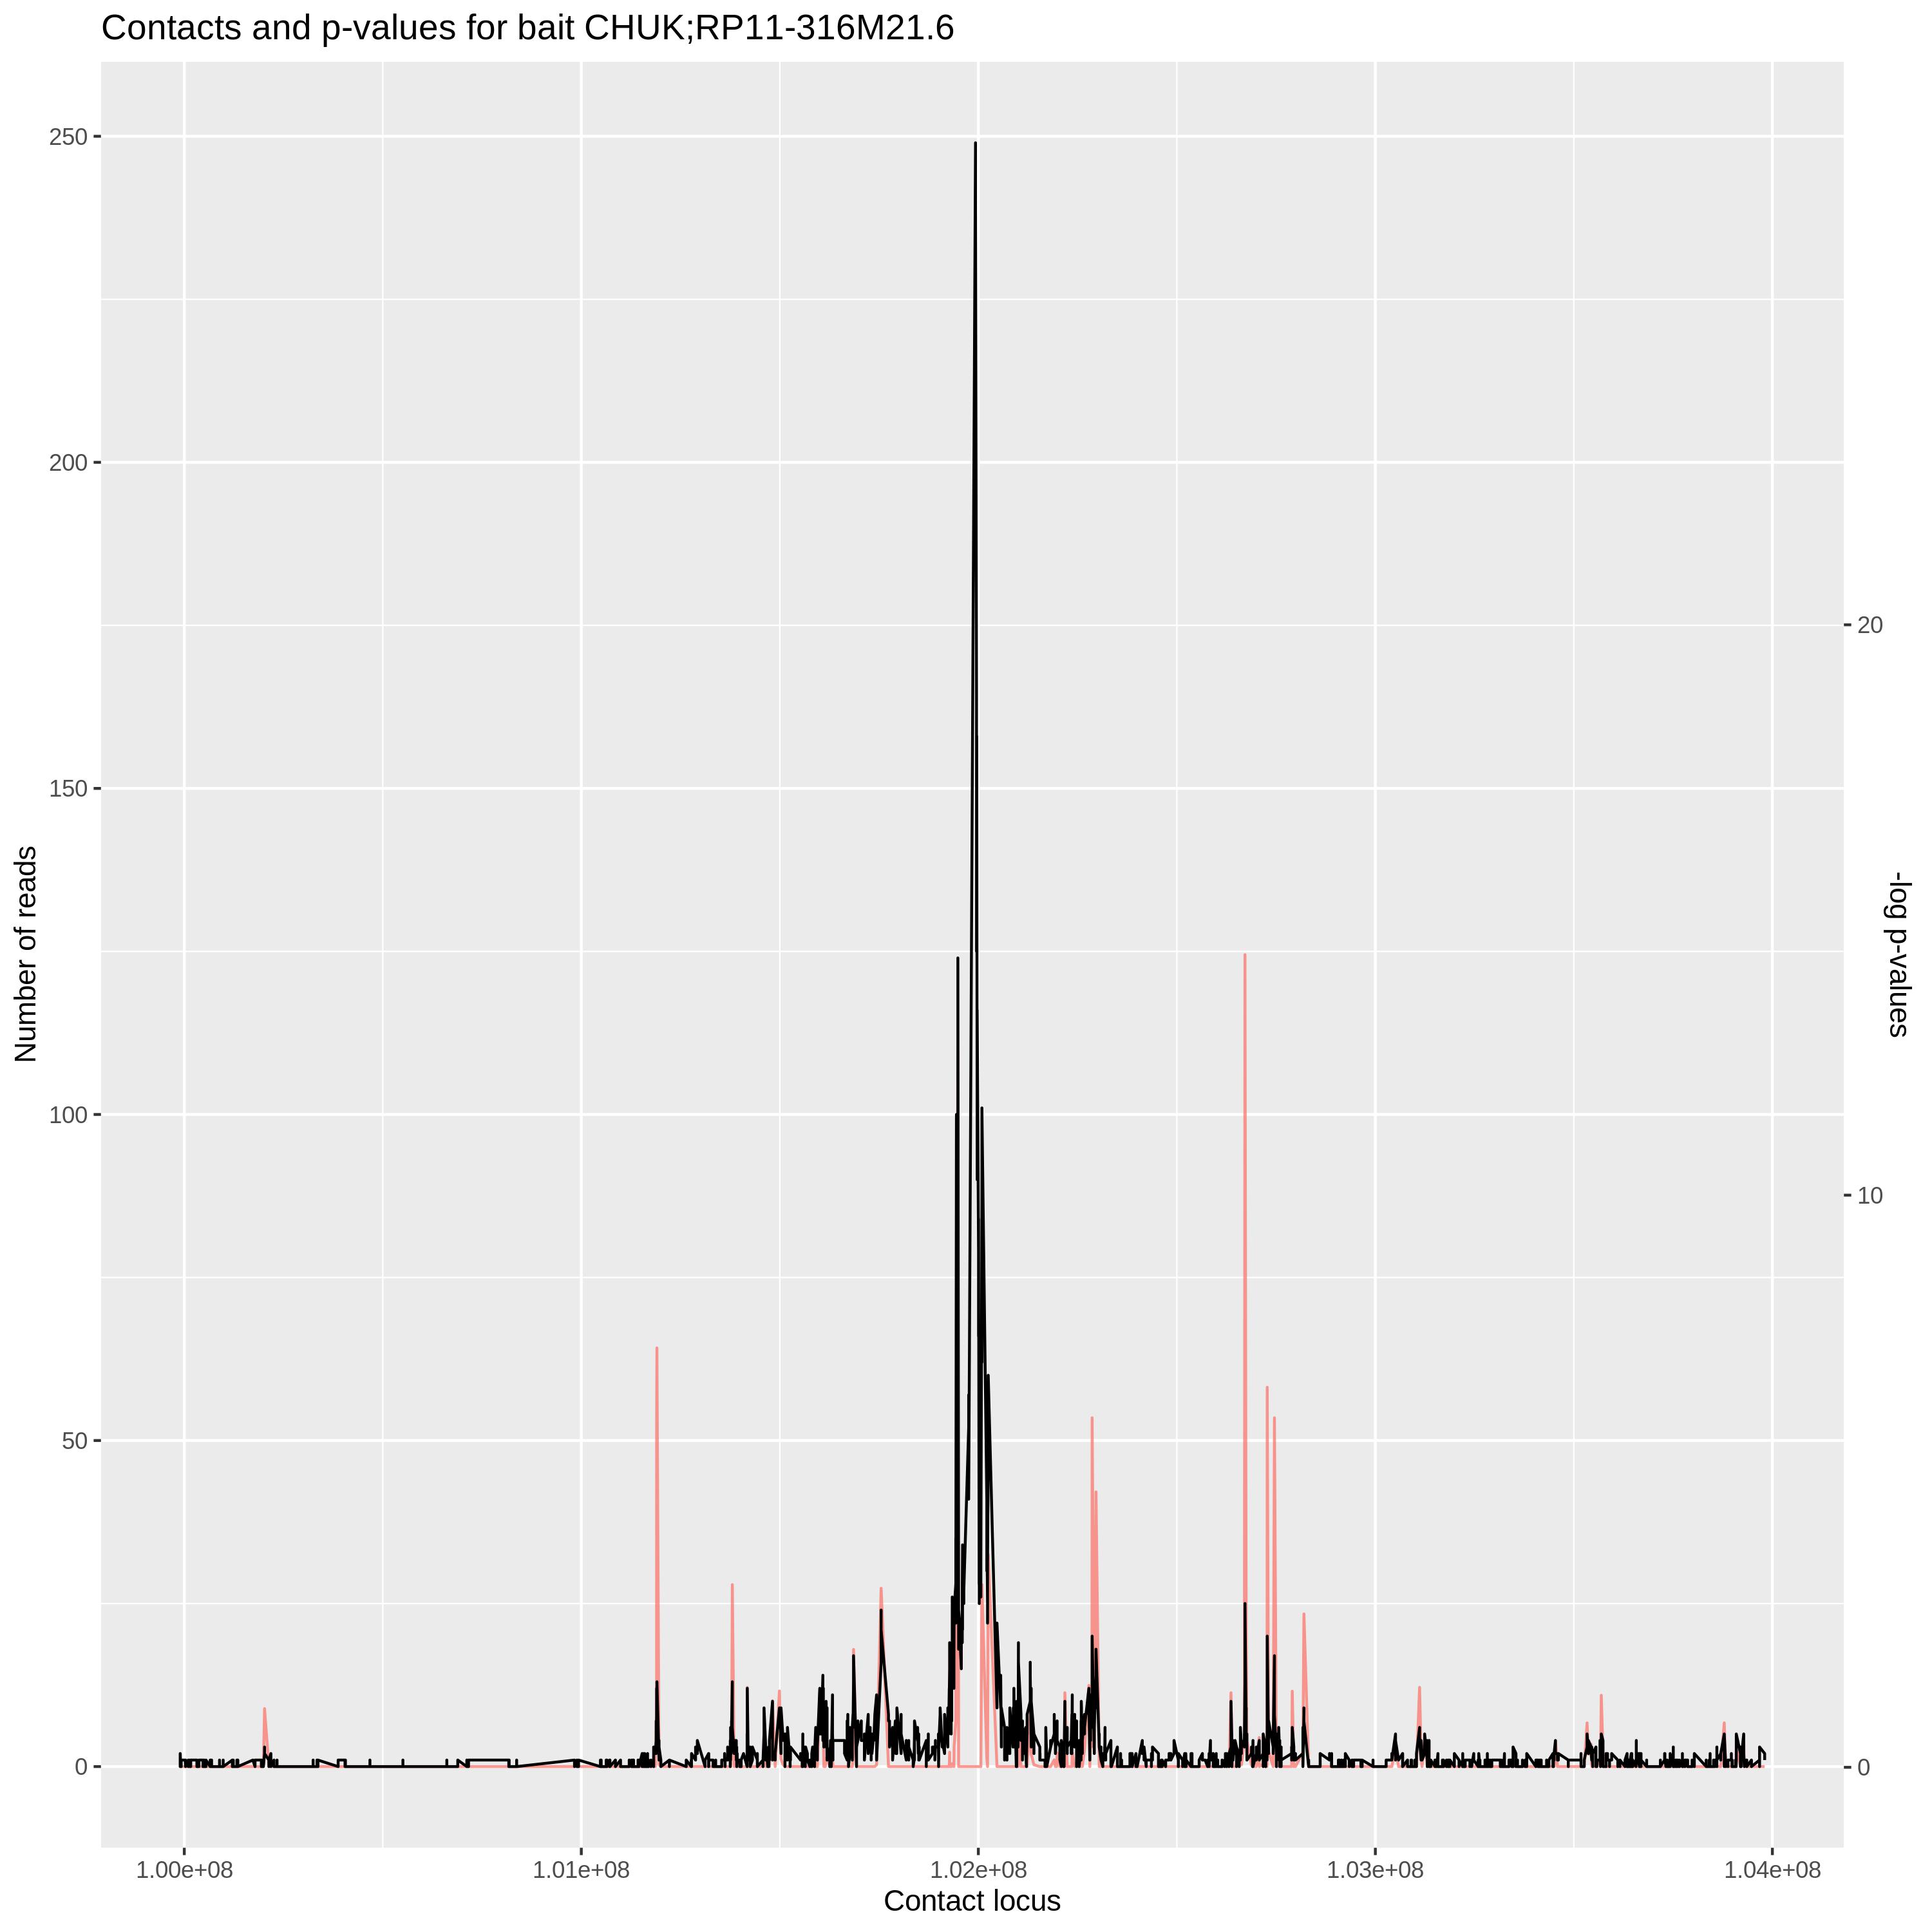 Contacts and p-values for bait CHUK;RP11-316M21.6
250
200
150
100
50
0
Number of reads
20
10
0
-log p-values
1.00e+08
1.01e+08
1.02e+08
1.03e+08
1.04e+08
Contact locus